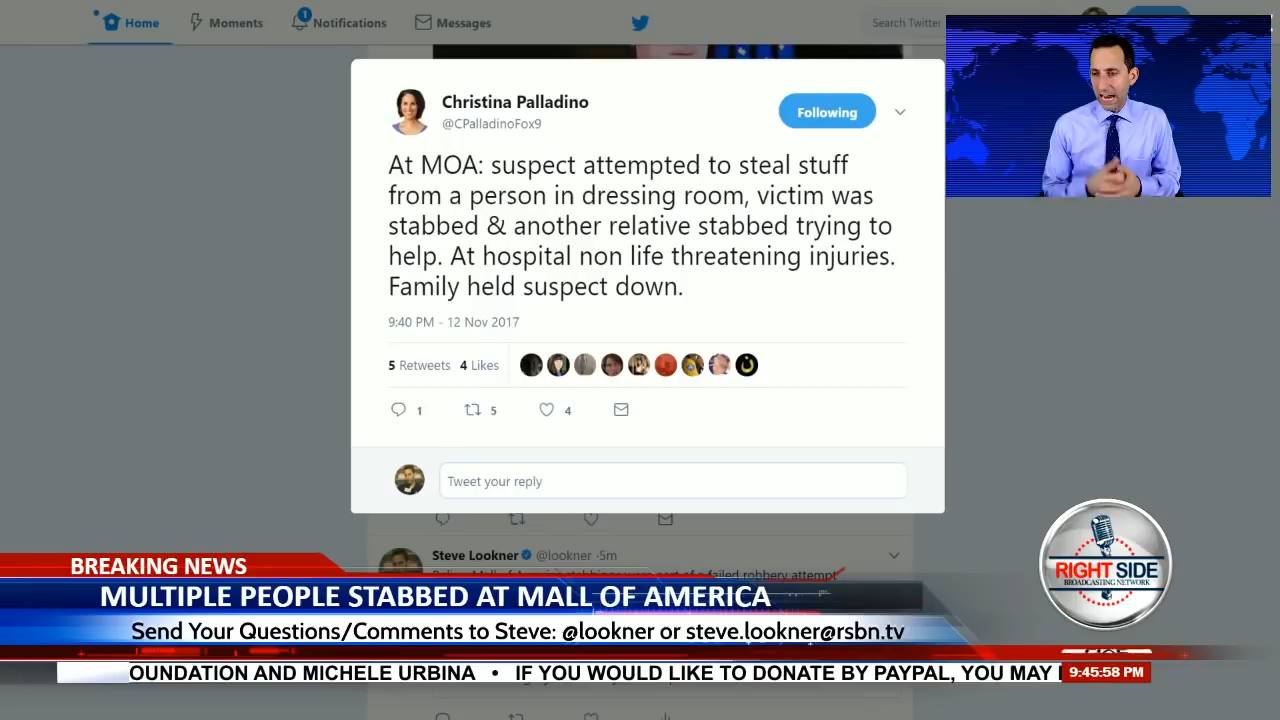 Home
Moments
1
Notifications
Messages
Search Twitter
Christina Palladino
@CPalladinoFox9
Following
At MOA: suspect attempted to steal stuff
from a person in dressing room, victim was
stabbed & another relative stabbed trying to
help. At hospital non life threatening injuries.
Family held suspect down.
9:40 PM - 12 Nov 2017
5 Retweets 4 Likes
1 5 4
Tweet your reply
Steve Lookner @lookner · 5m
failed robbery attempt
RIGHT SIDE
BROADCASTING NETWORK
BREAKING NEWS
MULTIPLE PEOPLE STABBED AT MALL OF AMERICA
Send Your Questions/Comments to Steve: @lookner or steve.lookner@rsbn.tv
OUNDATION AND MICHELE URBINA • IF YOU WOULD LIKE TO DONATE BY PAYPAL, YOU MAY
9:45:58 PM